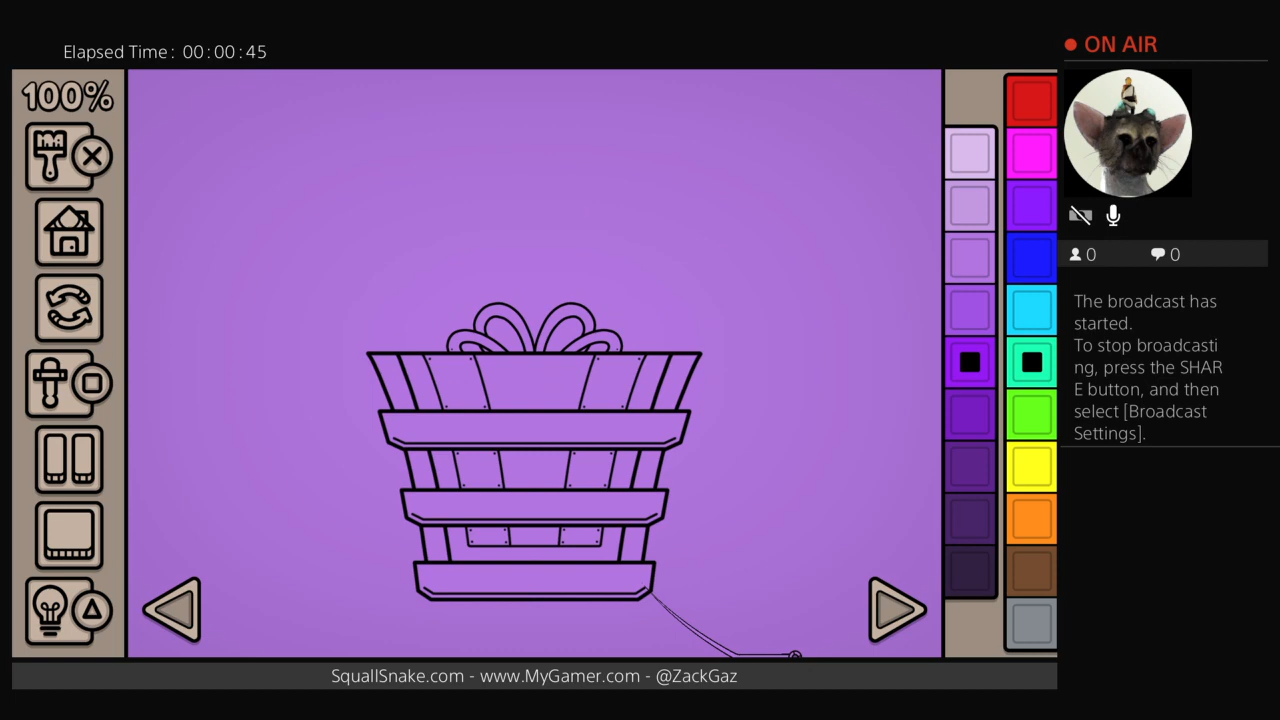 Elapsed Time: 00:00:45
ON AIR
100%
0
0
The broadcast has
started.
To stop broadcasti
ng, press the SHAR
E button, and then
select [Broadcast
Settings].
SquallSnake.com - www.MyGamer.com - @ZackGaz